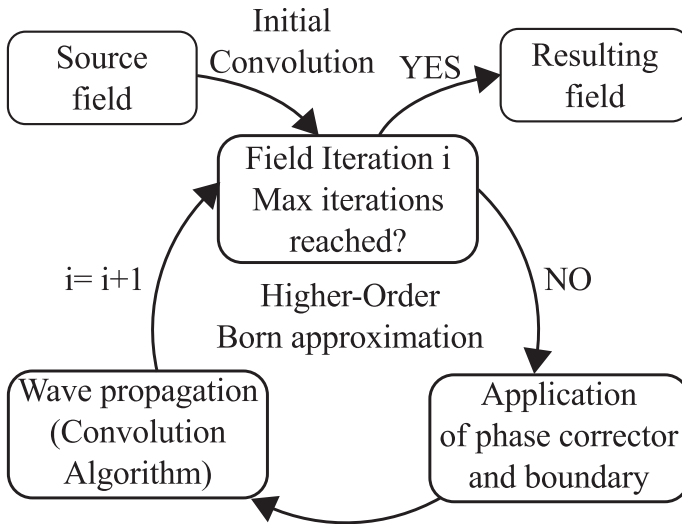 Source
field
Initial
Convolution
YES
Resulting
field
Field Iteration i
Max iterations
reached?
i= i+1
NO
Higher-Order
Born approximation
Wave propagation
(Convolution
Algorithm)
Application
of phase corrector
and boundary